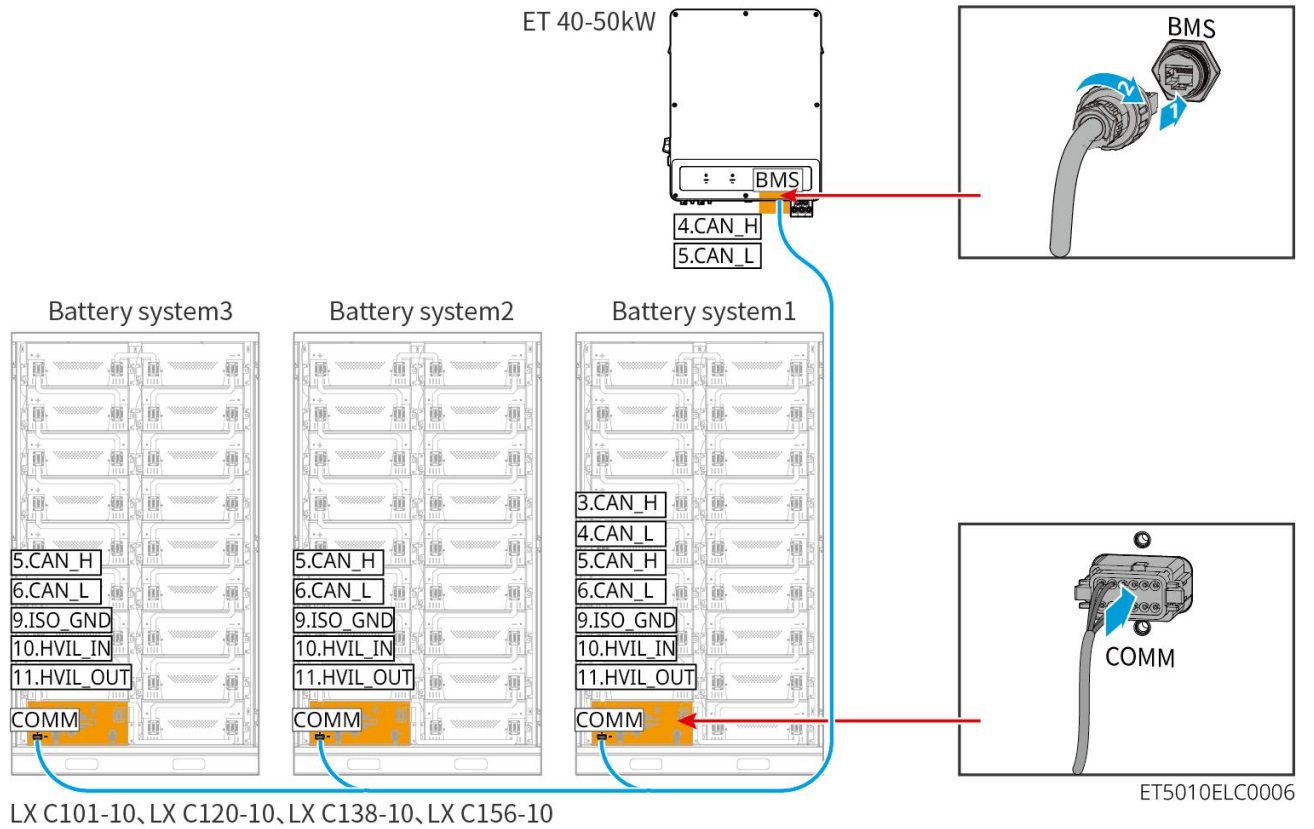 ET 40-50kW
BMS
2
1
BMS
4.CAN_H
5.CAN_L
Battery system3
Battery system2
Battery system1
3.CAN_H
4.CAN_L
5.CAN_H
5.CAN_H
5.CAN_H
6.CAN_L
6.CAN_L
6.CAN_L
9.ISO_GND
9.ISO_GND
9.ISO_GND
10.HVIL_IN
10.HVIL_IN
10.HVIL_IN
11.HVIL_OUT
11.HVIL_OUT
11.HVIL_OUT
COMM
COMM
COMM
COMM
ET5010ELC0006
LX C101-10、LX C120-10、LX C138-10、LX C156-10